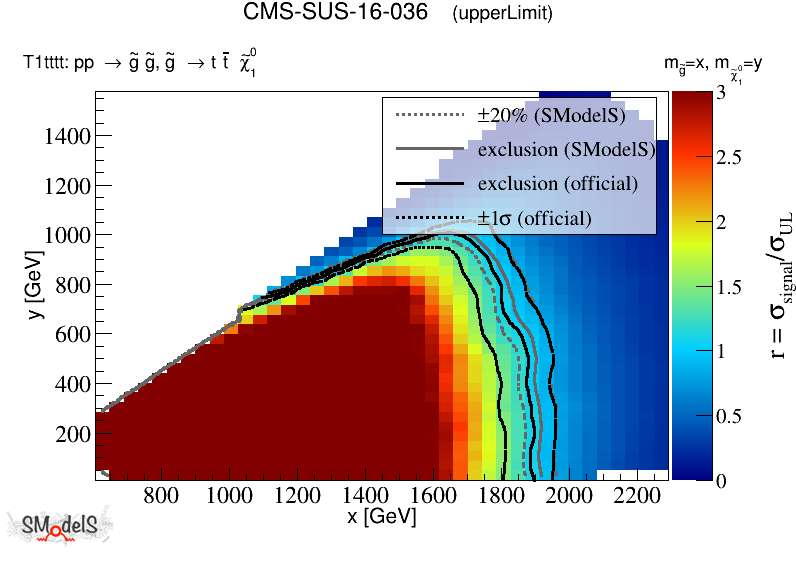 CMS-SUS-16-036 (upperLimit)
T1tttt: pp → g̃ g̃, g̃ → t t̄ χ̃⁰₁
m_g̃=x, m_χ̃⁰₁=y
±20% (SModelS)
exclusion (SModelS)
exclusion (official)
±1σ (official)
y [GeV]
1400
1200
1000
800
600
400
200
800 1000 1200 1400 1600 1800 2000 2200
x [GeV]
3
2.5
2
1.5
1
0.5
0
r = σ_signal/σ_UL
SModelS